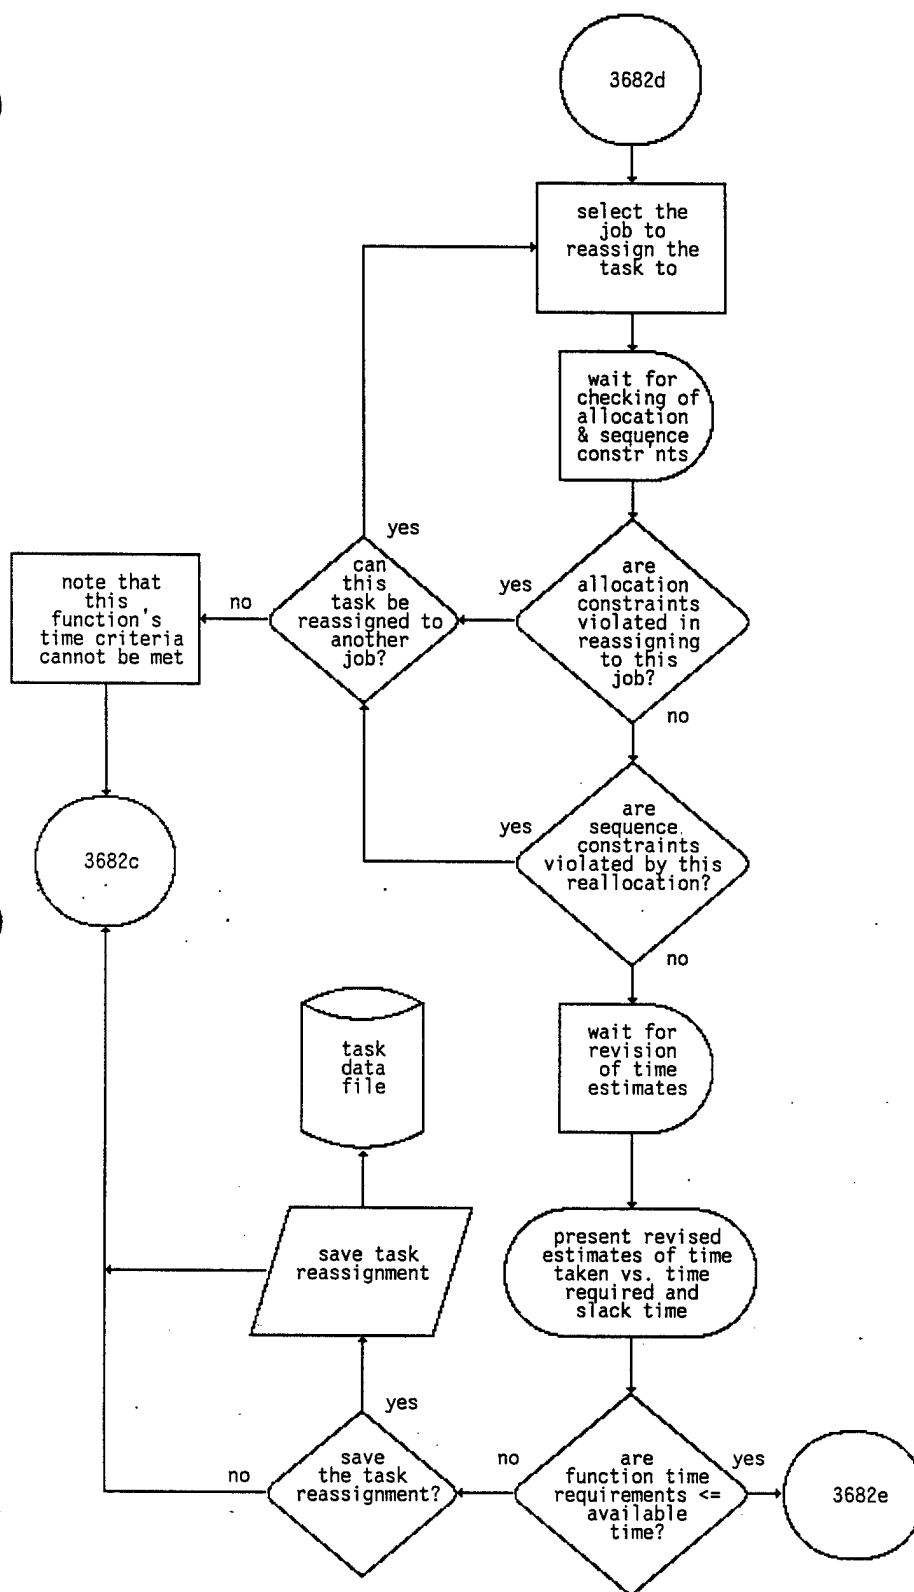 3682d
select the
job to
reassign the
task to
wait for
checking of
allocation
& sequence
constr'nts
are
allocation
constraints
violated in
reassigning
to this
job?
yes
no
can
this
task be
reassigned to
another
job?
yes
no
note that
this
function's
time criteria
cannot be met
3682c
are
sequence
constraints
violated by this
reallocation?
yes
no
wait for
revision
of time
estimates
task
data
file
present revised
estimates of time
taken vs. time
required and
slack time
save task
reassignment
yes
save
the task
reassignment?
no
no
are
function time
requirements <=
available
time?
yes
3682e